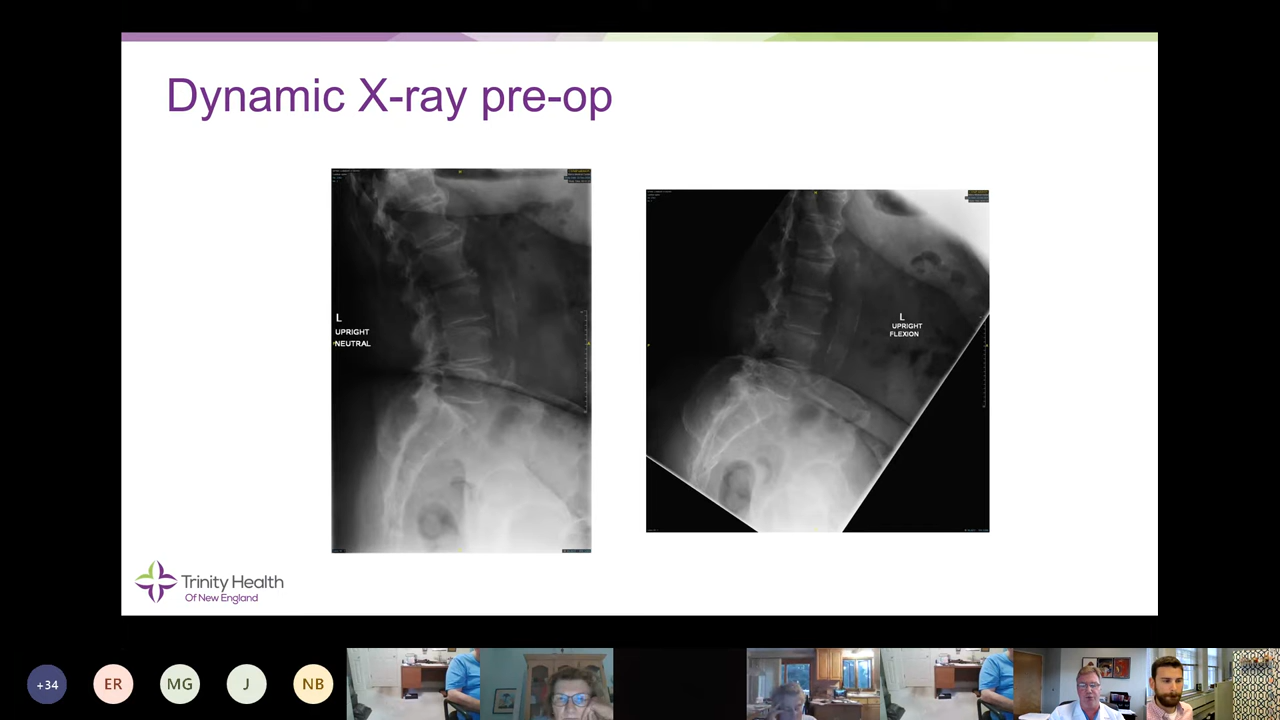 Dynamic X-ray pre-op
L
UPRIGHT
NEUTRAL
L
UPRIGHT
FLEXION
Trinity Health
Of New England
+34
ER
MG
J
NB